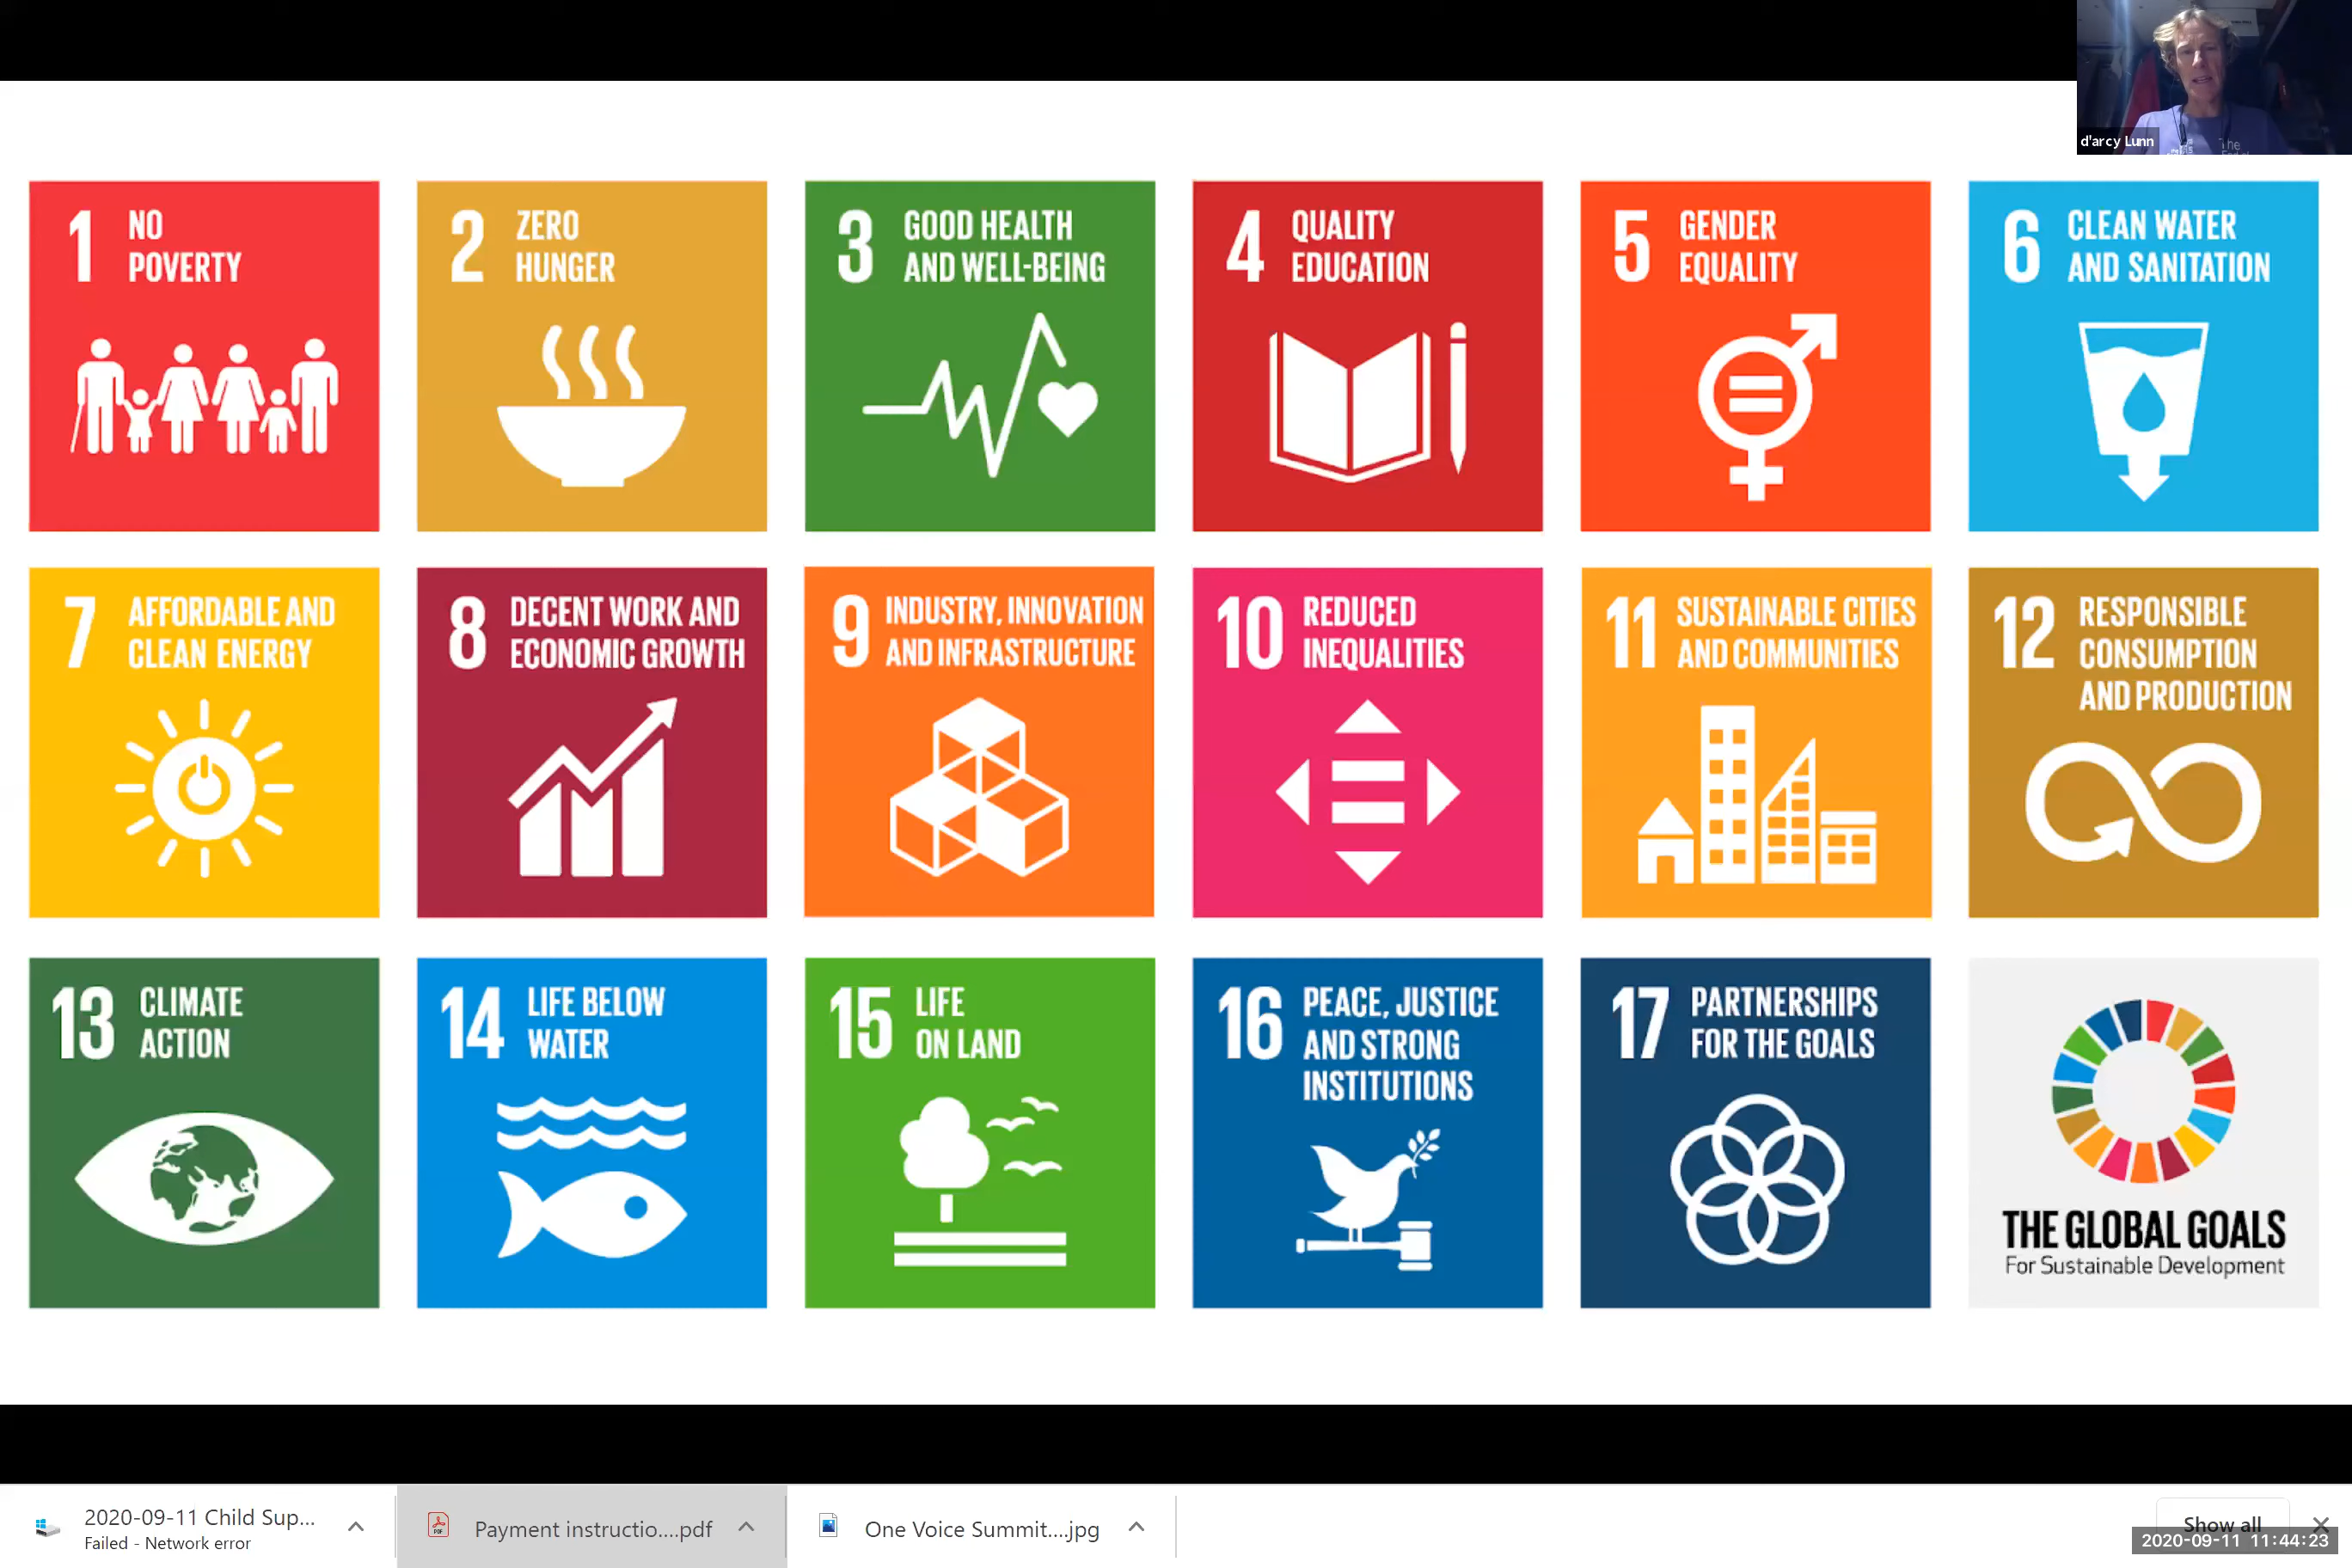 d'arcy Lunn
The
1 NO
POVERTY
2 ZERO
HUNGER
3 GOOD HEALTH
AND WELL-BEING
4 QUALITY
EDUCATION
5 GENDER
EQUALITY
6 CLEAN WATER
AND SANITATION
7 AFFORDABLE AND
CLEAN ENERGY
8 DECENT WORK AND
ECONOMIC GROWTH
9 INDUSTRY, INNOVATION
AND INFRASTRUCTURE
10 REDUCED
INEQUALITIES
11 SUSTAINABLE CITIES
AND COMMUNITIES
12 RESPONSIBLE
CONSUMPTION
AND PRODUCTION
13 CLIMATE
ACTION
14 LIFE BELOW
WATER
15 LIFE
ON LAND
16 PEACE, JUSTICE
AND STRONG
INSTITUTIONS
17 PARTNERSHIPS
FOR THE GOALS
THE GLOBAL GOALS
For Sustainable Development
2020-09-11 Child Sup...
Failed - Network error
PDF
Payment instructio....pdf
One Voice Summit....jpg
Show all
2020-09-11 11:44:23